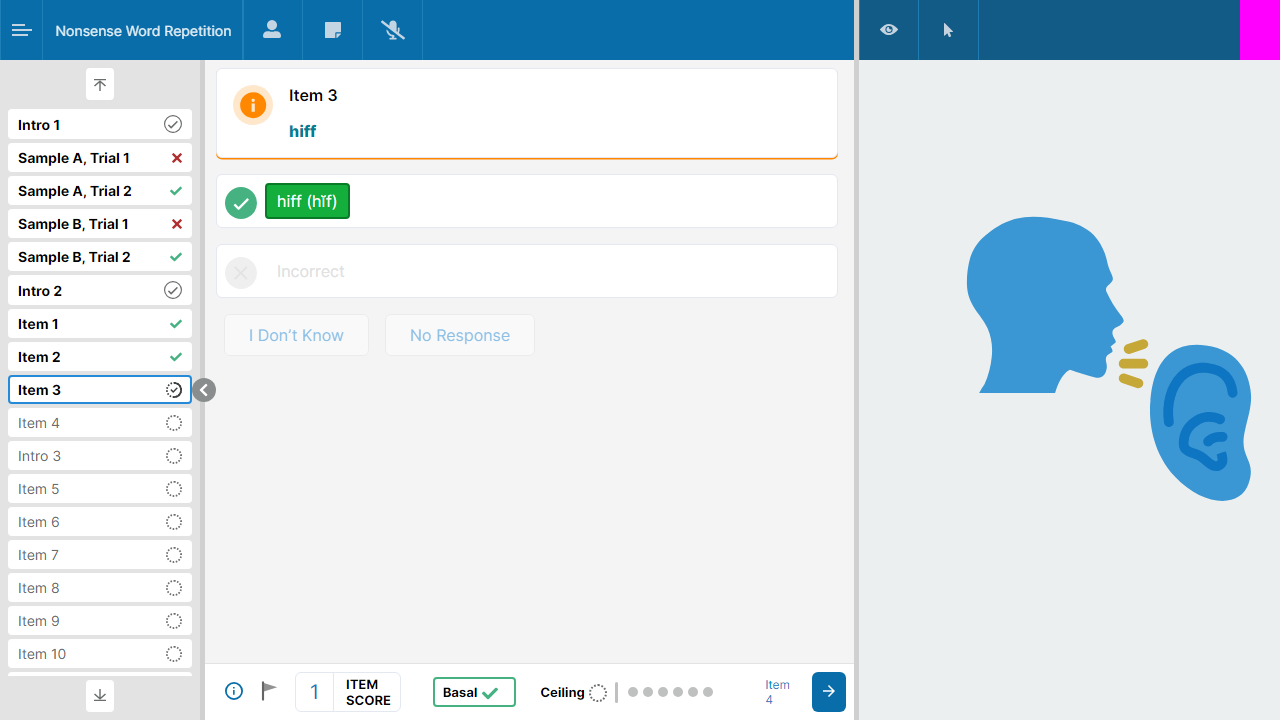 Nonsense Word Repetition
Intro 1
Sample A, Trial 1
Sample A, Trial 2
Sample B, Trial 1
Sample B, Trial 2
Intro 2
Item 1
Item 2
Item 3
Item 4
Intro 3
Item 5
Item 6
Item 7
Item 8
Item 9
Item 10
Item 3
hiff
hiff (hĭf)
Incorrect
I Don't Know
No Response
1
ITEM
SCORE
Basal
Ceiling
Item
4